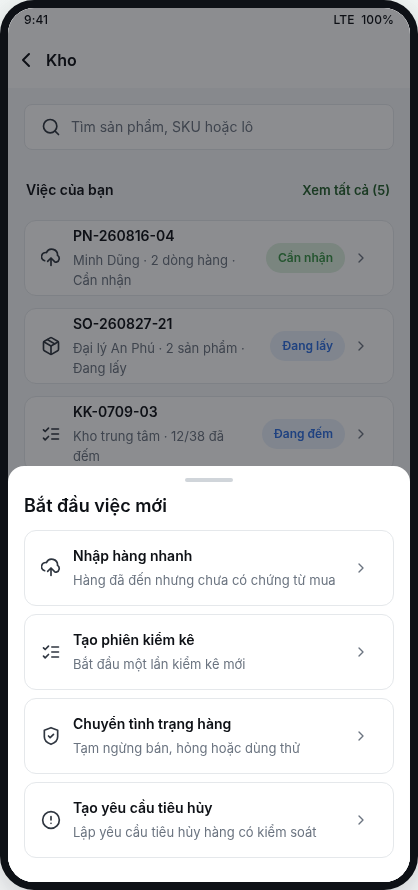 9:41
LTE 100%
Kho
Tìm sản phẩm, SKU hoặc lô
Việc của bạn
Xem tất cả (5)
PN-260816-04
Minh Dũng · 2 dòng hàng ·
Cần nhận
Cần nhận
SO-260827-21
Đại lý An Phú · 2 sản phẩm ·
Đang lấy
Đang lấy
KK-0709-03
Kho trung tâm · 12/38 đã
đếm
Đang đếm
Bắt đầu việc mới
Nhập hàng nhanh
Hàng đã đến nhưng chưa có chứng từ mua
Tạo phiên kiểm kê
Bắt đầu một lần kiểm kê mới
Chuyển tình trạng hàng
Tạm ngừng bán, hỏng hoặc dùng thử
Tạo yêu cầu tiêu hủy
Lập yêu cầu tiêu hủy hàng có kiểm soát